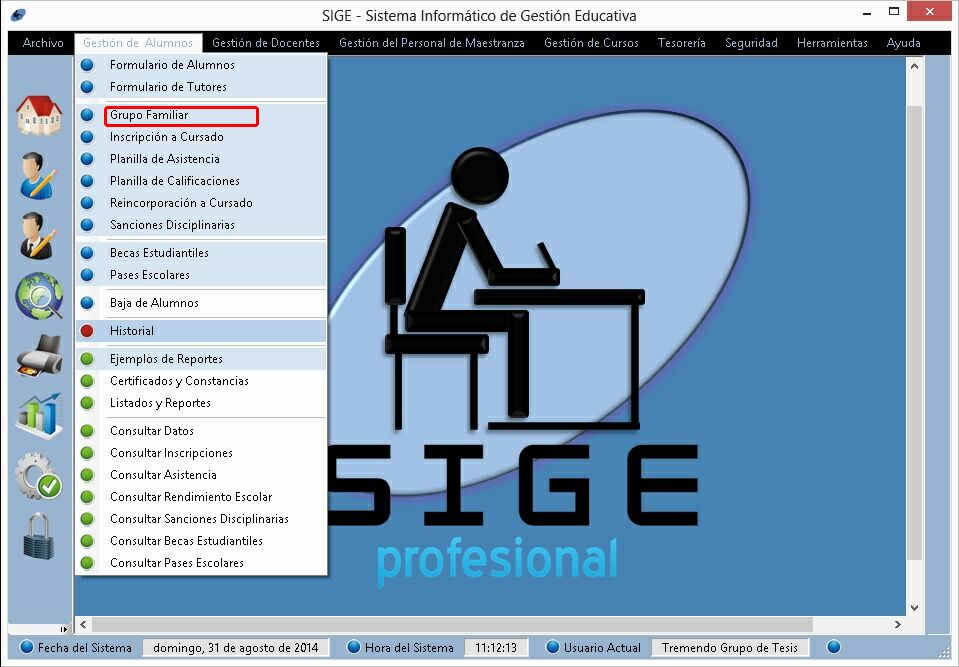 SIGE - Sistema Informático de Gestión Educativa
Archivo Gestión de Alumnos Gestión de Docentes Gestión del Personal de Maestranza Gestión de Cursos Tesorería Seguridad Herramientas Ayuda
Formulario de Alumnos
Formulario de Tutores
Grupo Familiar
Inscripción a Cursado
Planilla de Asistencia
Planilla de Calificaciones
Reincorporación a Cursado
Sanciones Disciplinarias
Becas Estudiantiles
Pases Escolares
Baja de Alumnos
Historial
Ejemplos de Reportes
Certificados y Constancias
Listados y Reportes
Consultar Datos
Consultar Inscripciones
Consultar Asistencia
Consultar Rendimiento Escolar
Consultar Sanciones Disciplinarias
Consultar Becas Estudiantiles
Consultar Pases Escolares
SIGE
profesional
Fecha del Sistema domingo, 31 de agosto de 2014 Hora del Sistema 11:12:13 Usuario Actual Tremendo Grupo de Tesis